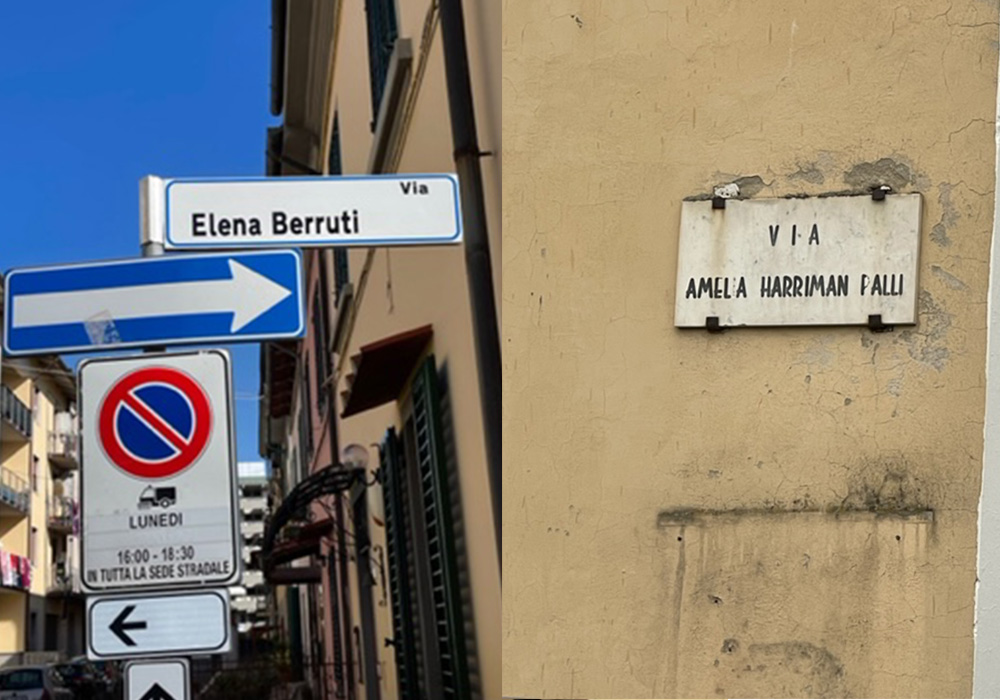 Via
Elena Berruti
LUNEDI
16:00 - 18:30
IN TUTTA LA SEDE STRADALE
VIA
AMELIA HARRIMAN PALLI